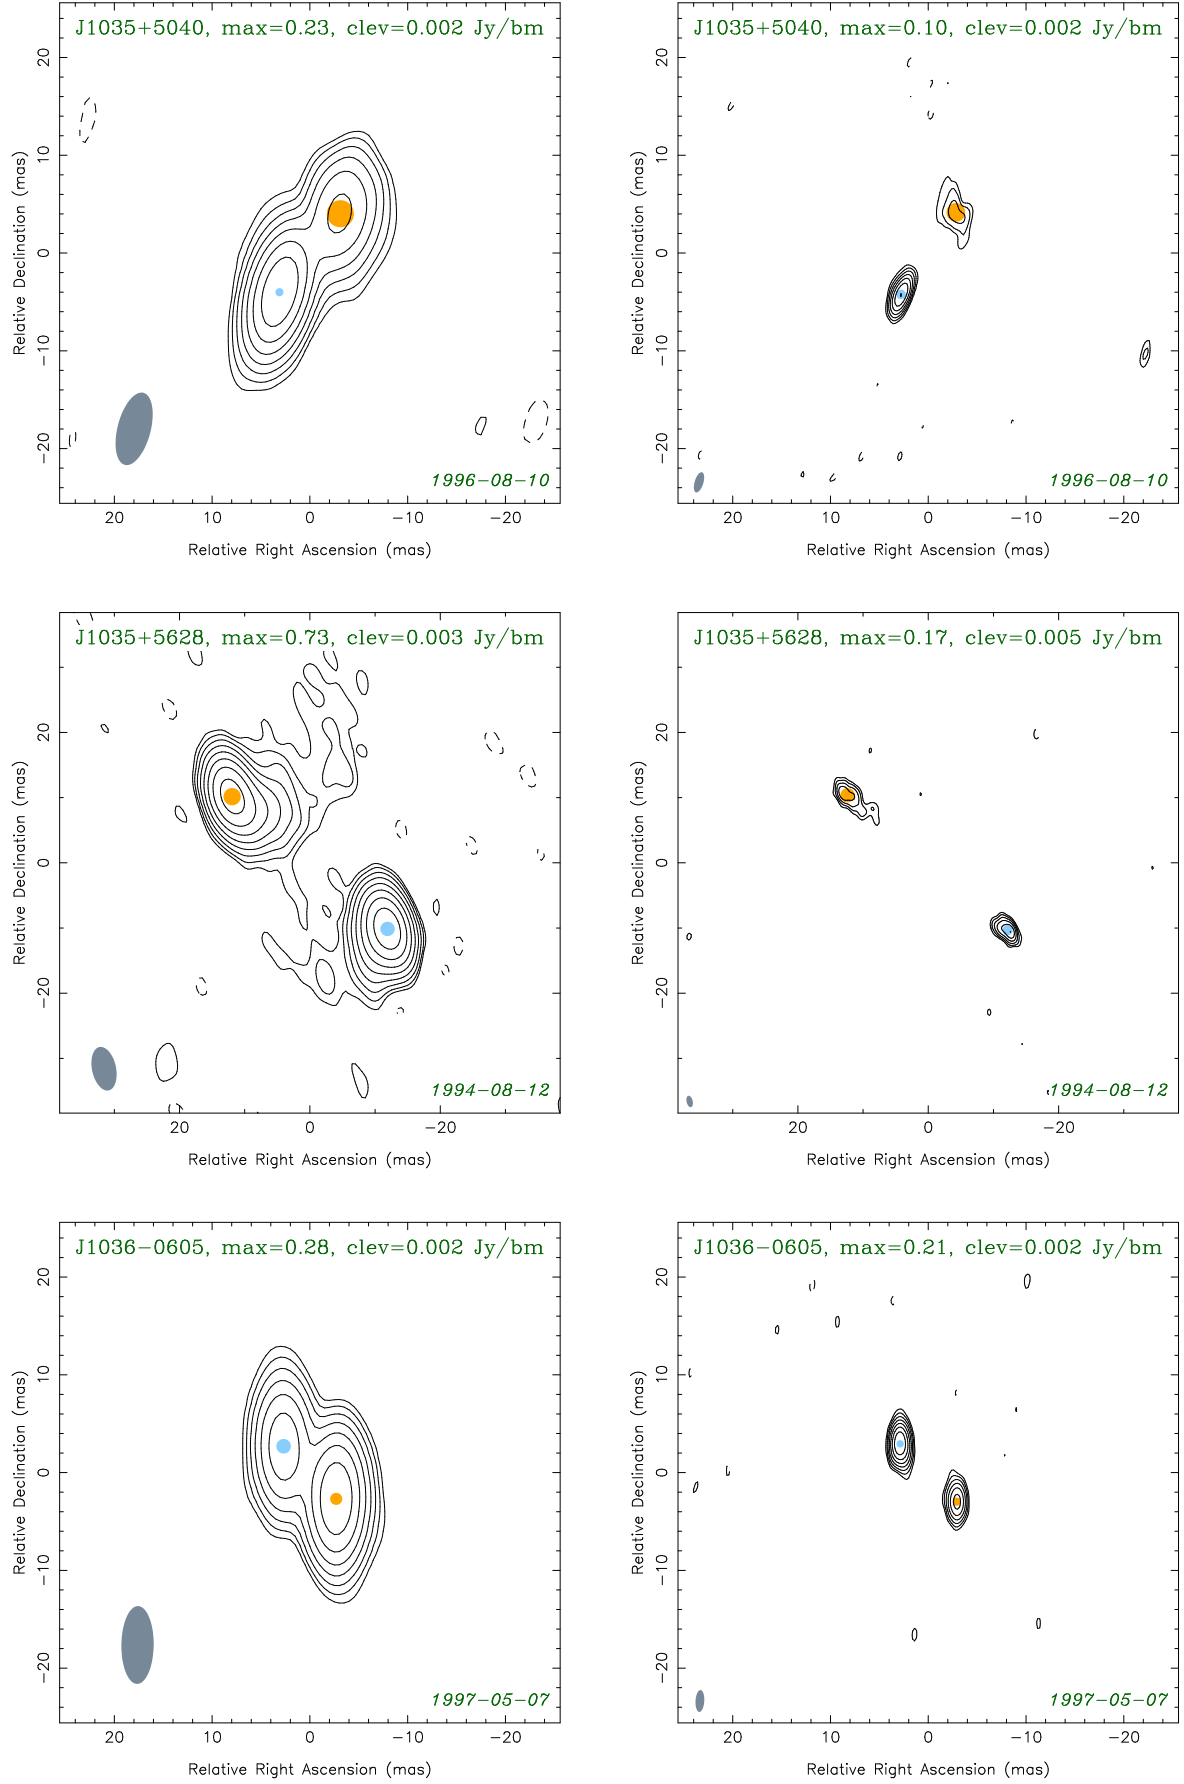 J1035+5040, max=0.23, clev=0.002 Jy/bm
20
10
0
−10
−20
Relative Declination (mas)
1996−08−10
20 10 0 −10 −20
Relative Right Ascension (mas)
J1035+5040, max=0.10, clev=0.002 Jy/bm
20
10
0
−10
−20
Relative Declination (mas)
1996−08−10
20 10 0 −10 −20
Relative Right Ascension (mas)
J1035+5628, max=0.73, clev=0.003 Jy/bm
20
0
−20
Relative Declination (mas)
1994−08−12
20 0 −20
Relative Right Ascension (mas)
J1035+5628, max=0.17, clev=0.005 Jy/bm
20
0
−20
Relative Declination (mas)
1994−08−12
20 0 −20
Relative Right Ascension (mas)
J1036−0605, max=0.28, clev=0.002 Jy/bm
20
10
0
−10
−20
Relative Declination (mas)
1997−05−07
20 10 0 −10 −20
Relative Right Ascension (mas)
J1036−0605, max=0.21, clev=0.002 Jy/bm
20
10
0
−10
−20
Relative Declination (mas)
1997−05−07
20 10 0 −10 −20
Relative Right Ascension (mas)